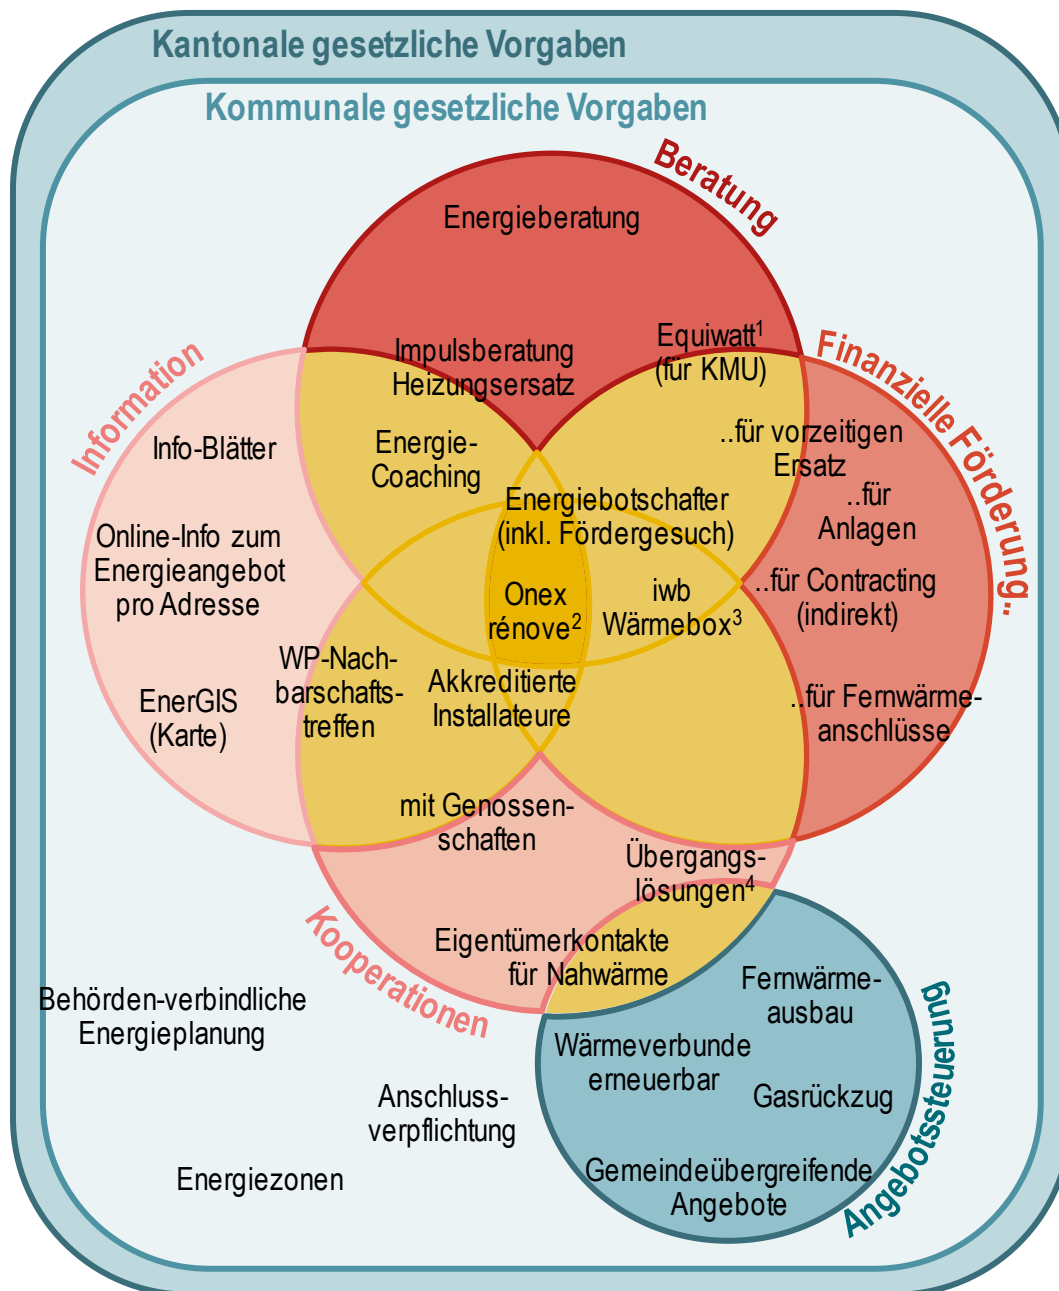 Kantonale gesetzliche Vorgaben
Kommunale gesetzliche Vorgaben
Beratung
Energieberatung
Impulsberatung
Heizungsersatz
Equiwatt¹
(für KMU)
Finanzielle Förderung..
Information
Info-Blätter
Energie-
Coaching
..für vorzeitigen
Ersatz
..für
Anlagen
Energiebotschafter
(inkl. Fördergesuch)
Online-Info zum
Energieangebot
pro Adresse
Onex
rénove²
iwb
Wärmebox³
..für Contracting
(indirekt)
WP-Nach-
barschafts-
treffen
Akkreditierte
Installateure
EnerGIS
(Karte)
..für Fernwärme-
anschlüsse
mit Genossen-
schaften
Übergangs-
lösungen⁴
Kooperationen
Eigentümerkontakte
für Nahwärme
Behörden-verbindliche
Energieplanung
Fernwärme-
ausbau
Angebotssteuerung
Wärmeverbunde
erneuerbar
Gasrückzug
Anschluss-
verpflichtung
Energiezonen
Gemeindeübergreifende
Angebote